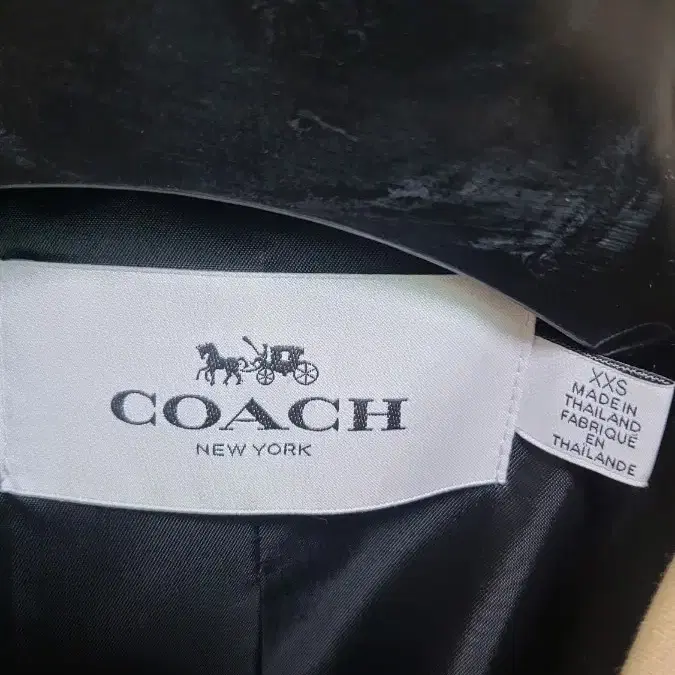 COACH
NEW YORK
XXS
MADE IN
THAILAND
FABRIQUÉ
EN
THAÏLANDE